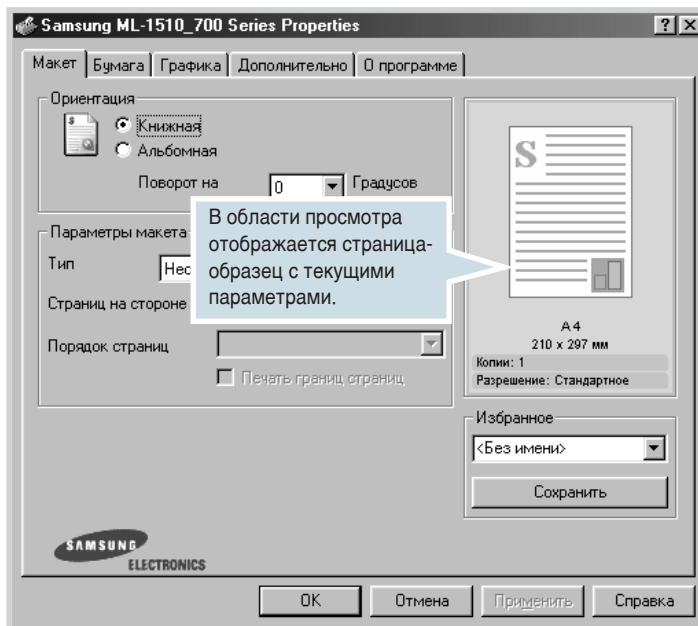 Samsung ML-1510_700 Series Properties
Макет Бумага Графика Дополнительно О программе
Ориентация
Книжная
Альбомная
Поворот на 0 Градусов
Параметры макета
Тип
Страниц на стороне
Порядок страниц
Печать границ страниц
В области просмотра
отображается страница-
образец с текущими
параметрами.
S
S
A4
210 x 297 мм
Копии: 1
Разрешение: Стандартное
Избранное
<Без имени>
Сохранить
SAMSUNG
ELECTRONICS
OK Отмена Применить Справка